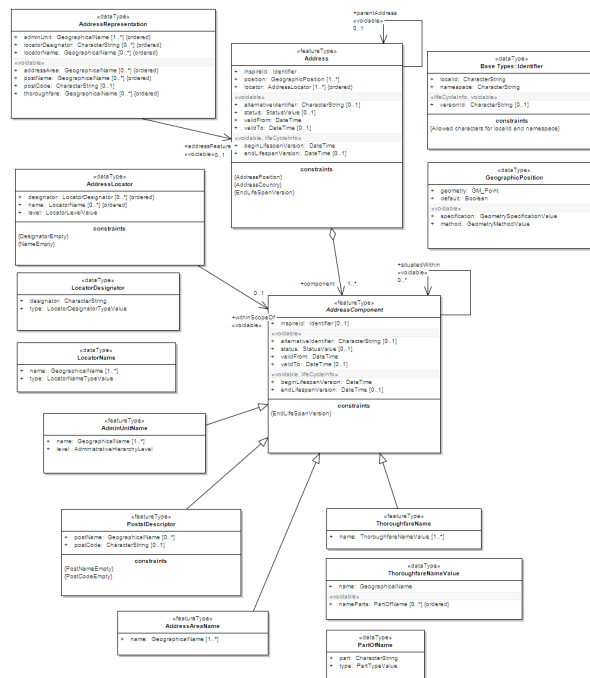 «dataType»
AddressRepresentation
+ adminUnit: GeographicalName [1..*] {ordered}
+ locatorDesignator: CharacterString [0..*] {ordered}
+ locatorName: GeographicalName [0..*] {ordered}
«voidable»
+ addressArea: GeographicalName [0..*] {ordered}
+ postName: GeographicalName [0..*] {ordered}
+ postCode: CharacterString [0..1]
+ thoroughfare: GeographicalName [0..*] {ordered}
+parentAddress
«voidable»
0..1
«featureType»
Address
+ inspireId: Identifier
+ position: GeographicPosition [1..*]
+ locator: AddressLocator [1..*] {ordered}
«voidable»
+ alternativeIdentifier: CharacterString [0..1]
+ status: StatusValue [0..1]
+ validFrom: DateTime
+ validTo: DateTime [0..1]
«voidable, lifeCycleInfo»
+ beginLifespanVersion: DateTime
+ endLifespanVersion: DateTime [0..1]
constraints
{AddressPosition}
{AddressCountry}
{EndLifeSpanVersion}
«dataType»
Base Types::Identifier
+ localId: CharacterString
+ namespace: CharacterString
«lifeCycleInfo, voidable»
+ versionId: CharacterString
constraints
{Allowed characters for localId and namespace}
+addressFeature
«voidable» 0..1
«dataType»
GeographicPosition
+ geometry: GM_Point
+ default: Boolean
«voidable»
+ specification: GeometrySpecificationValue
+ method: GeometryMethodValue
«dataType»
AddressLocator
+ designator: LocatorDesignator [0..*] {ordered}
+ name: LocatorName [0..*] {ordered}
+ level: LocatorLevelValue
constraints
{DesignatorEmpty}
{NameEmpty}
«dataType»
LocatorDesignator
+ designator: CharacterString
+ type: LocatorDesignatorTypeValue
0..1
+withinScopeOf
«voidable»
+component 1..*
+situatedWithin
«voidable»
0..*
«featureType»
AddressComponent
+ inspireId: Identifier [0..1]
«voidable»
+ alternativeIdentifier: CharacterString [0..1]
+ status: StatusValue [0..1]
+ validFrom: DateTime
+ validTo: DateTime [0..1]
«voidable, lifeCycleInfo»
+ beginLifespanVersion: DateTime
+ endLifespanVersion: DateTime [0..1]
constraints
{EndLifeSpanVersion}
«dataType»
LocatorName
+ name: GeographicalName [1..*]
+ type: LocatorNameTypeValue
«featureType»
AdminUnitName
+ name: GeographicalName [1..*]
+ level: AdministrativeHierarchyLevel
«featureType»
PostalDescriptor
+ postName: GeographicalName [0..*]
+ postCode: CharacterString [0..1]
constraints
{PostNameEmpty}
{PostCodeEmpty}
«featureType»
ThoroughfareName
+ name: ThoroughfareNameValue [1..*]
«dataType»
ThoroughfareNameValue
+ name: GeographicalName
«voidable»
+ nameParts: PartOfName [0..*] {ordered}
«featureType»
AddressAreaName
+ name: GeographicalName [1..*]
«dataType»
PartOfName
+ part: CharacterString
+ type: PartTypeValue